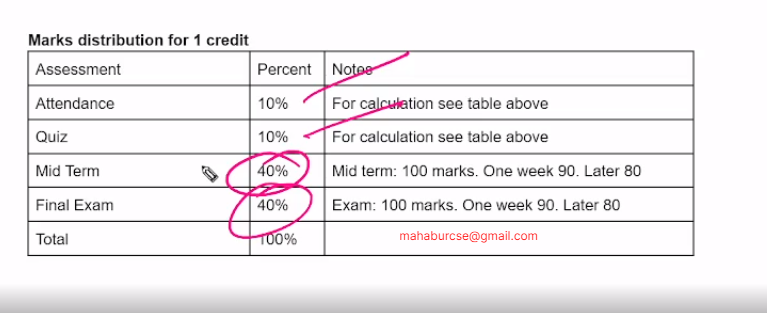 Marks distribution for 1 credit
Assessment Percent Notes
Attendance 10% For calculation see table above
Quiz 10% For calculation see table above
Mid Term 40% Mid term: 100 marks. One week 90. Later 80
Final Exam 40% Exam: 100 marks. One week 90. Later 80
Total 100% mahaburcse@gmail.com